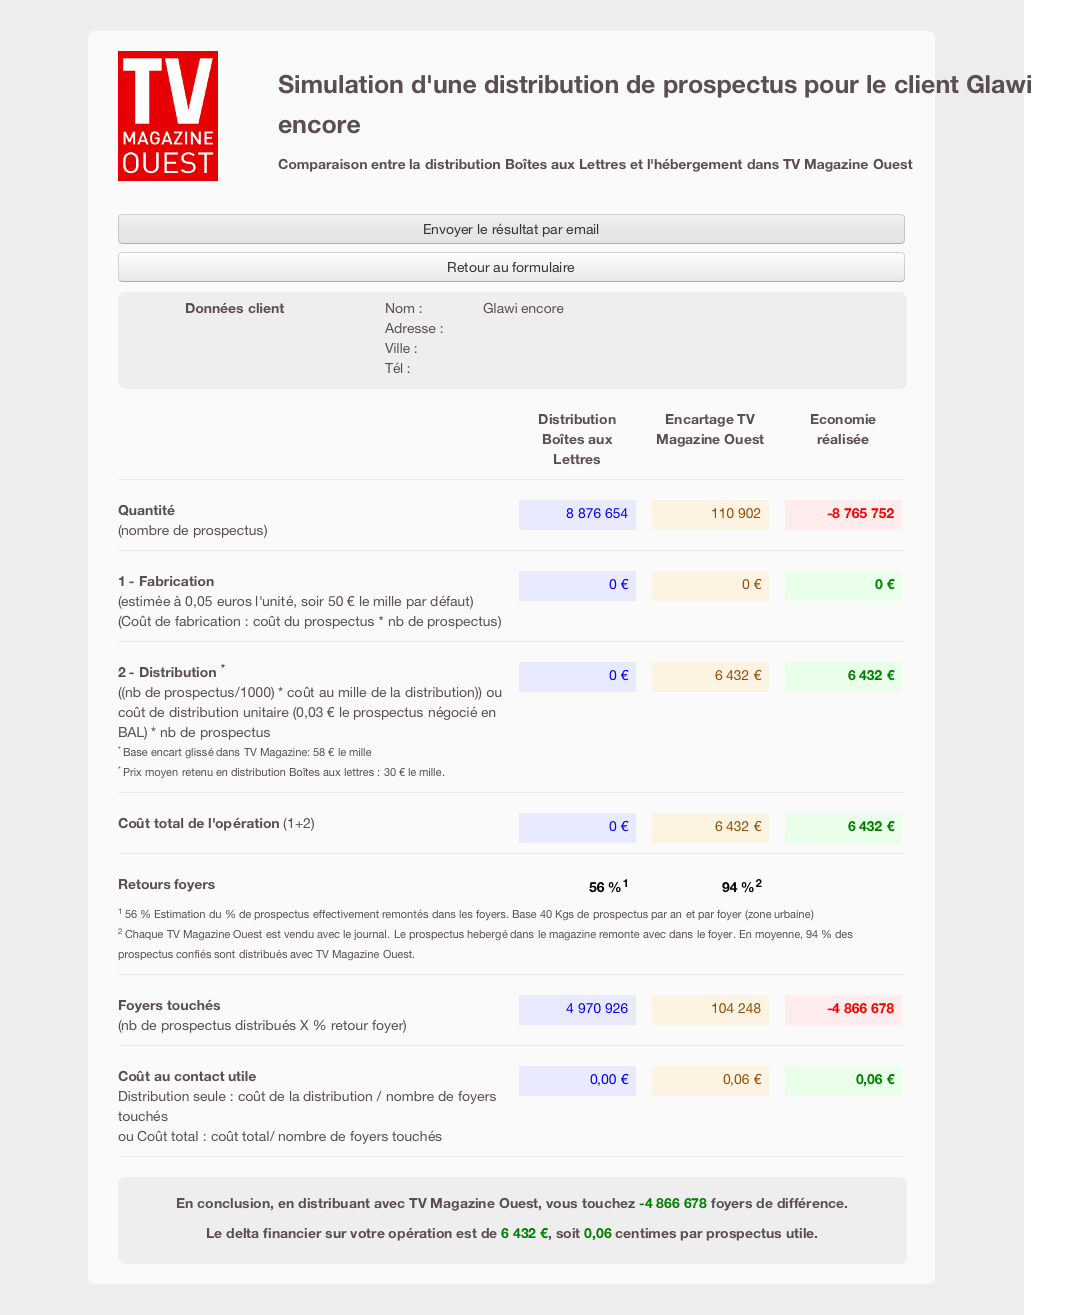 TV
MAGAZINE
OUEST
Simulation d'une distribution de prospectus pour le client Glawi
encore
Comparaison entre la distribution Boîtes aux Lettres et l'hébergement dans TV Magazine Ouest
Envoyer le résultat par email
Retour au formulaire
Données client
Nom : Glawi encore
Adresse :
Ville :
Tél :
Distribution Boîtes aux Lettres
Encartage TV Magazine Ouest
Economie réalisée
Quantité 8 876 654 110 902 -8 765 752
(nombre de prospectus)
1 - Fabrication 0 € 0 € 0 €
(estimée à 0,05 euros l'unité, soir 50 € le mille par défaut)
(Coût de fabrication : coût du prospectus * nb de prospectus)
2 - Distribution * 0 € 6 432 € 6 432 €
((nb de prospectus/1000) * coût au mille de la distribution)) ou
coût de distribution unitaire (0,03 € le prospectus négocié en
BAL) * nb de prospectus
* Base encart glissé dans TV Magazine: 58 € le mille
* Prix moyen retenu en distribution Boîtes aux lettres : 30 € le mille.
Coût total de l'opération (1+2) 0 € 6 432 € 6 432 €
Retours foyers 56 %1 94 %2
1 56 % Estimation du % de prospectus effectivement remontés dans les foyers. Base 40 Kgs de prospectus par an et par foyer (zone urbaine)
2 Chaque TV Magazine Ouest est vendu avec le journal. Le prospectus hebergé dans le magazine remonte avec dans le foyer. En moyenne, 94 % des
prospectus confiés sont distribués avec TV Magazine Ouest.
Foyers touchés 4 970 926 104 248 -4 866 678
(nb de prospectus distribués X % retour foyer)
Coût au contact utile 0,00 € 0,06 € 0,06 €
Distribution seule : coût de la distribution / nombre de foyers
touchés
ou Coût total : coût total/ nombre de foyers touchés
En conclusion, en distribuant avec TV Magazine Ouest, vous touchez -4 866 678 foyers de différence.
Le delta financier sur votre opération est de 6 432 €, soit 0,06 centimes par prospectus utile.